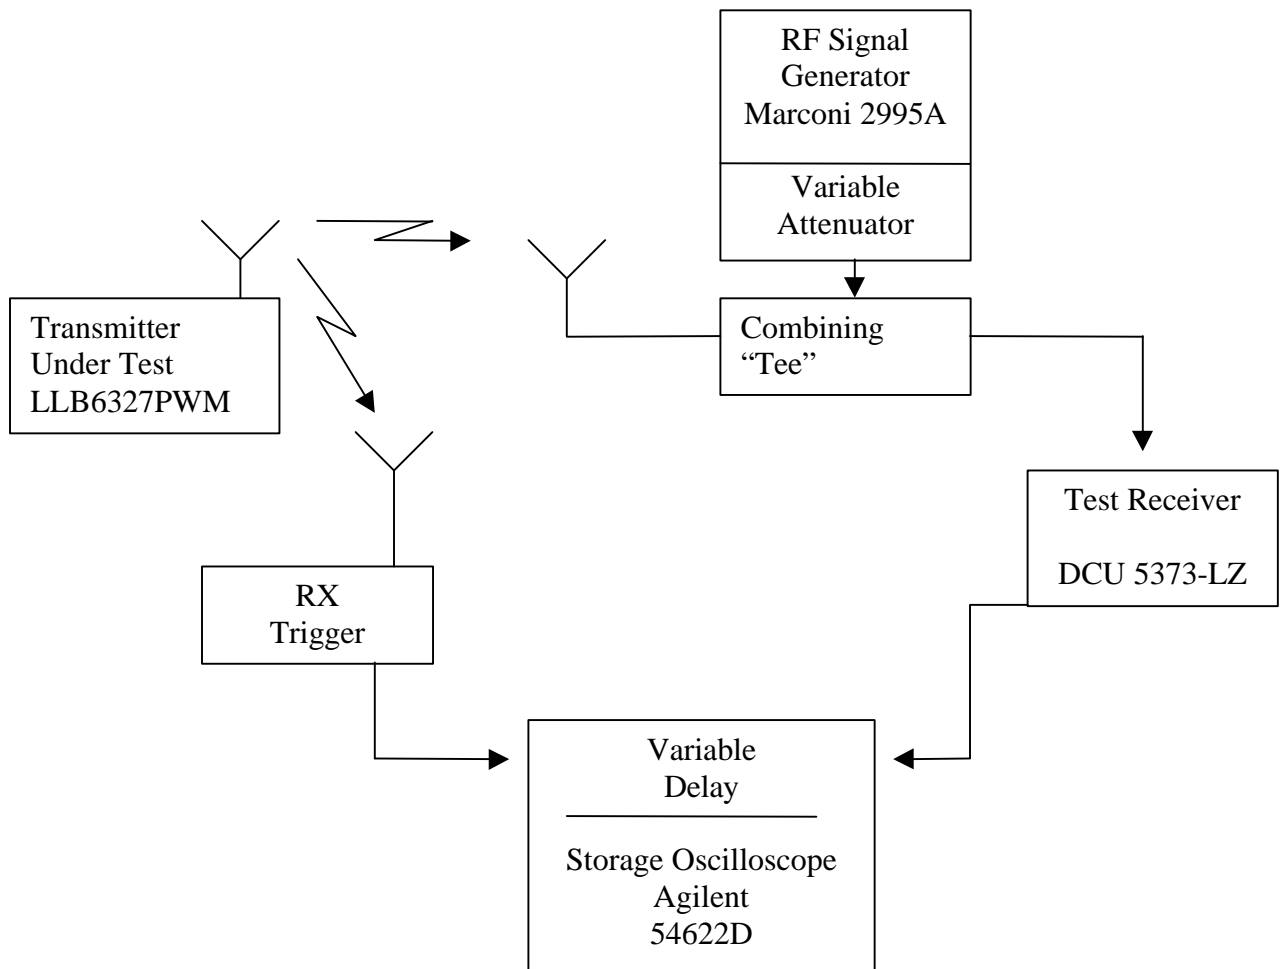 RF Signal
Generator
Marconi 2995A
Variable
Attenuator
Transmitter
Under Test
LLB6327PWM
Combining
“Tee”
Test Receiver
DCU 5373-LZ
RX
Trigger
Variable
Delay
Storage Oscilloscope
Agilent
54622D